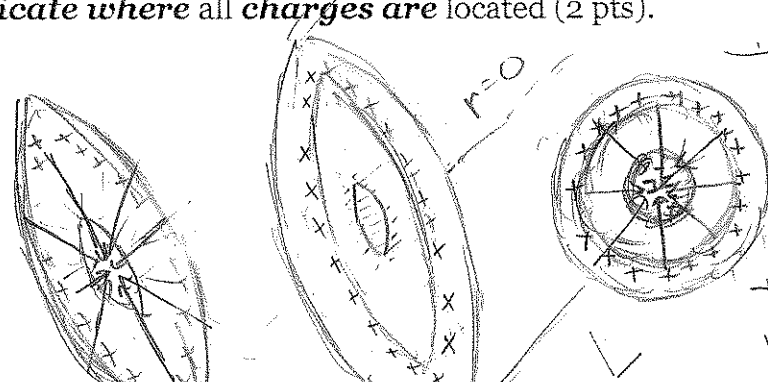 icate where all charges are located (2 pts).
r=0